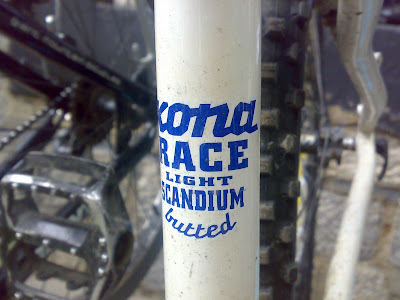 kona
RACE
LIGHT
SCANDIUM
butted